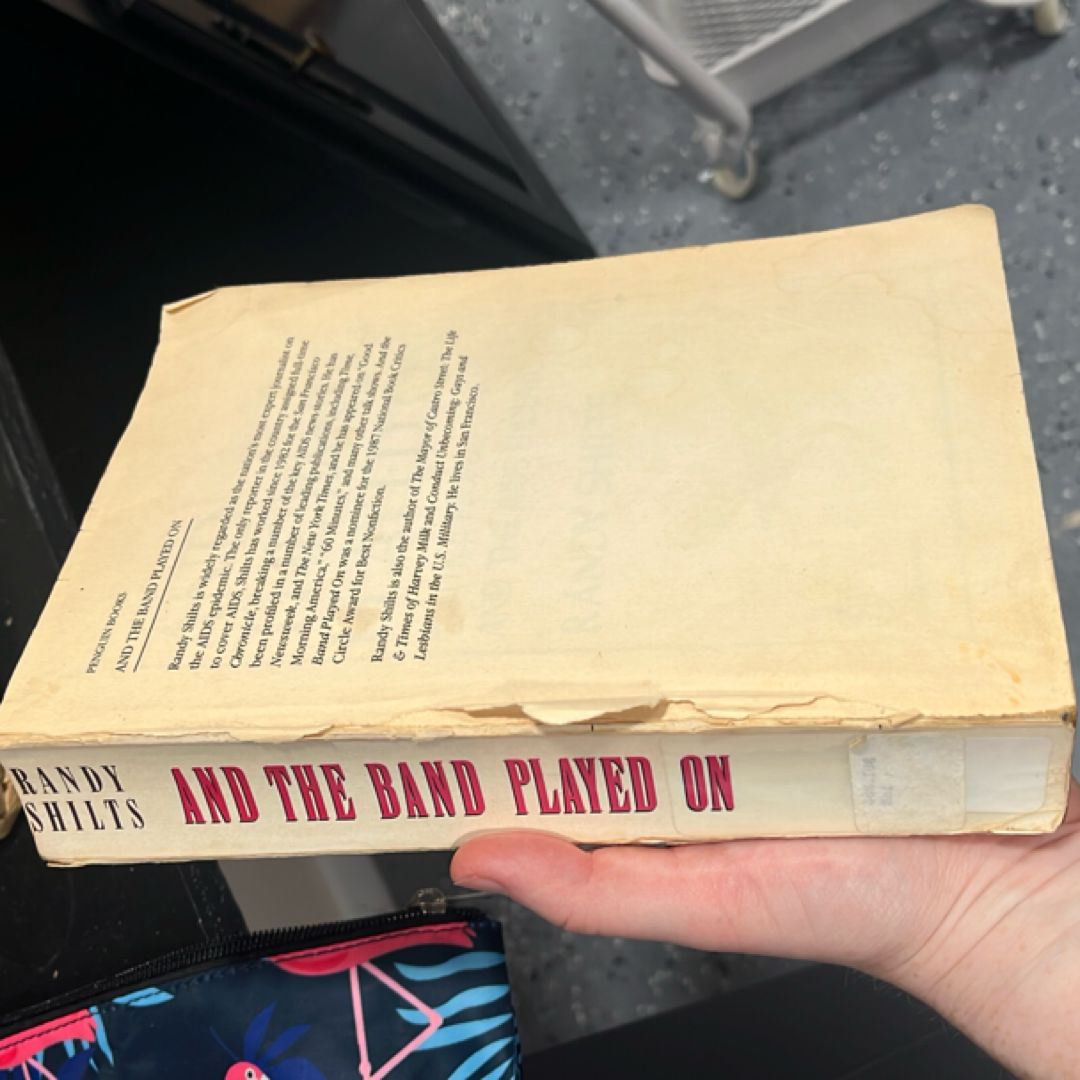 PENGUIN BOOKS
AND THE BAND PLAYED ON
Randy Shilts is widely regarded as the nation's most expert journalist on
the AIDS epidemic. The only reporter in the country assigned full-time
to cover AIDS, Shilts has worked since 1982 for the San Francisco
Chronicle, breaking a number of the key AIDS news stories. He has
been profiled in a number of leading publications, including Time,
Newsweek, and The New York Times, and he has appeared on "Good
Morning America," "60 Minutes," and many other talk shows. And the
Band Played On was a nominee for the 1987 National Book Critics
Circle Award for Best Nonfiction.
Randy Shilts is also the author of The Mayor of Castro Street: The Life
& Times of Harvey Milk and Conduct Unbecoming: Gays and
Lesbians in the U.S. Military. He lives in San Francisco.
RANDY
SHILTS
AND THE BAND PLAYED ON